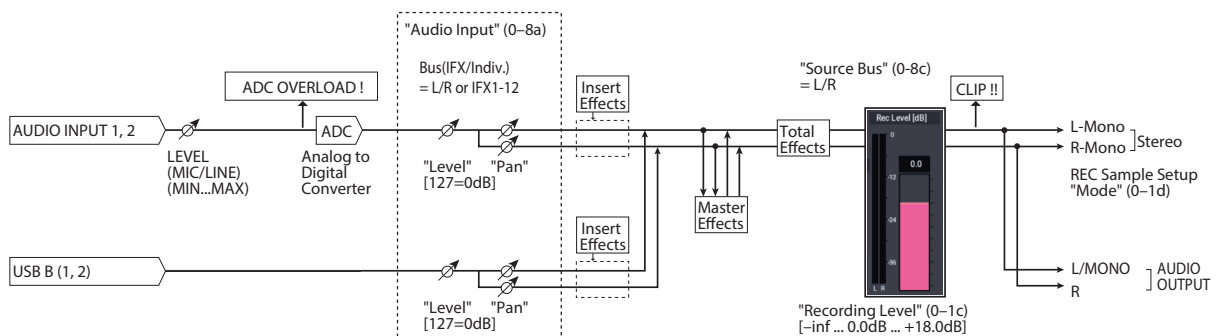 "Audio Input" (0–8a)
Bus(IFX/Indiv.)
= L/R or IFX1-12
ADC OVERLOAD !
Insert
Effects
"Source Bus" (0-8c)
= L/R
CLIP !!
AUDIO INPUT 1, 2
ADC
LEVEL
(MIC/LINE)
(MIN...MAX)
Analog to
Digital
Converter
"Level"
[127=0dB]
"Pan"
Total
Effects
Rec Level [dB]
0
0.0
-12
-24
-36
L R
L-Mono
R-Mono
Stereo
REC Sample Setup
"Mode" (0–1d)
Master
Effects
Insert
Effects
USB B (1, 2)
"Level"
[127=0dB]
"Pan"
L/MONO
R
AUDIO
OUTPUT
"Recording Level" (0–1c)
[–inf ... 0.0dB ... +18.0dB]